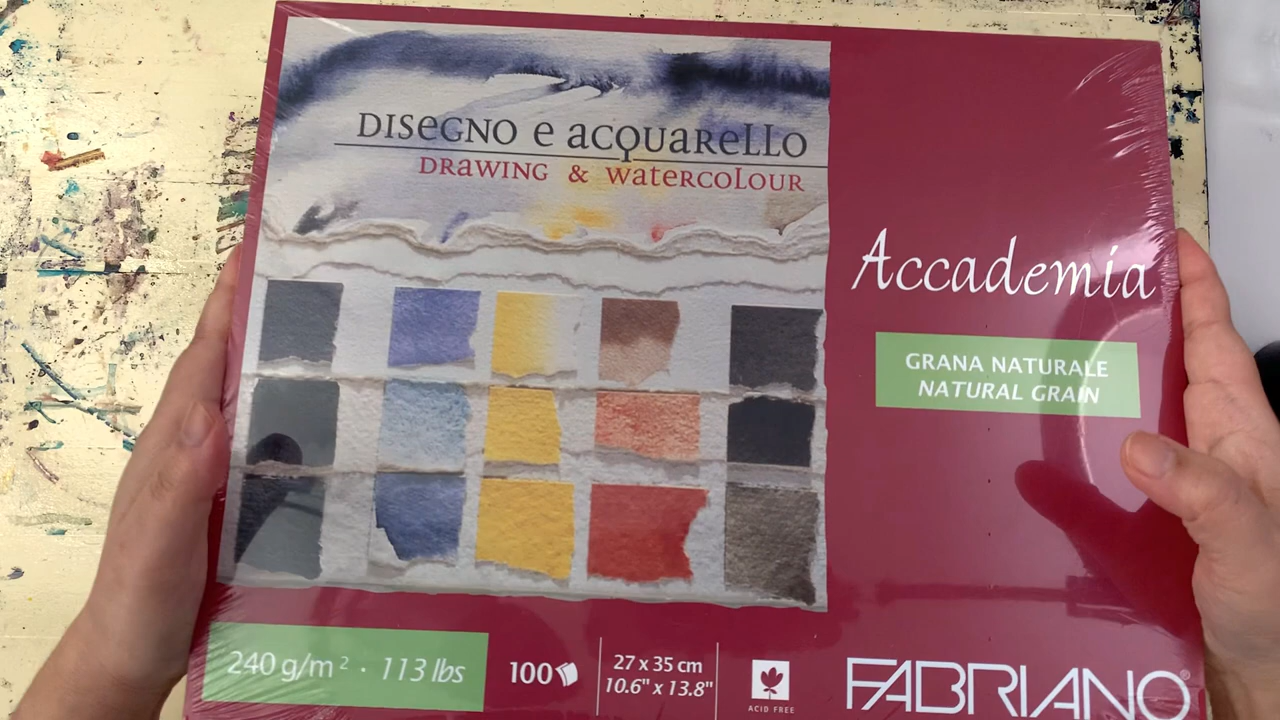 DISEGNO e acQuareLLO
DRaWING & waterCOLOUR
Accademia
GRANA NATURALE
NATURAL GRAIN
240 g/m² · 113 lbs
100
27 x 35 cm
10.6" x 13.8"
ACID FREE
FABRIANO®